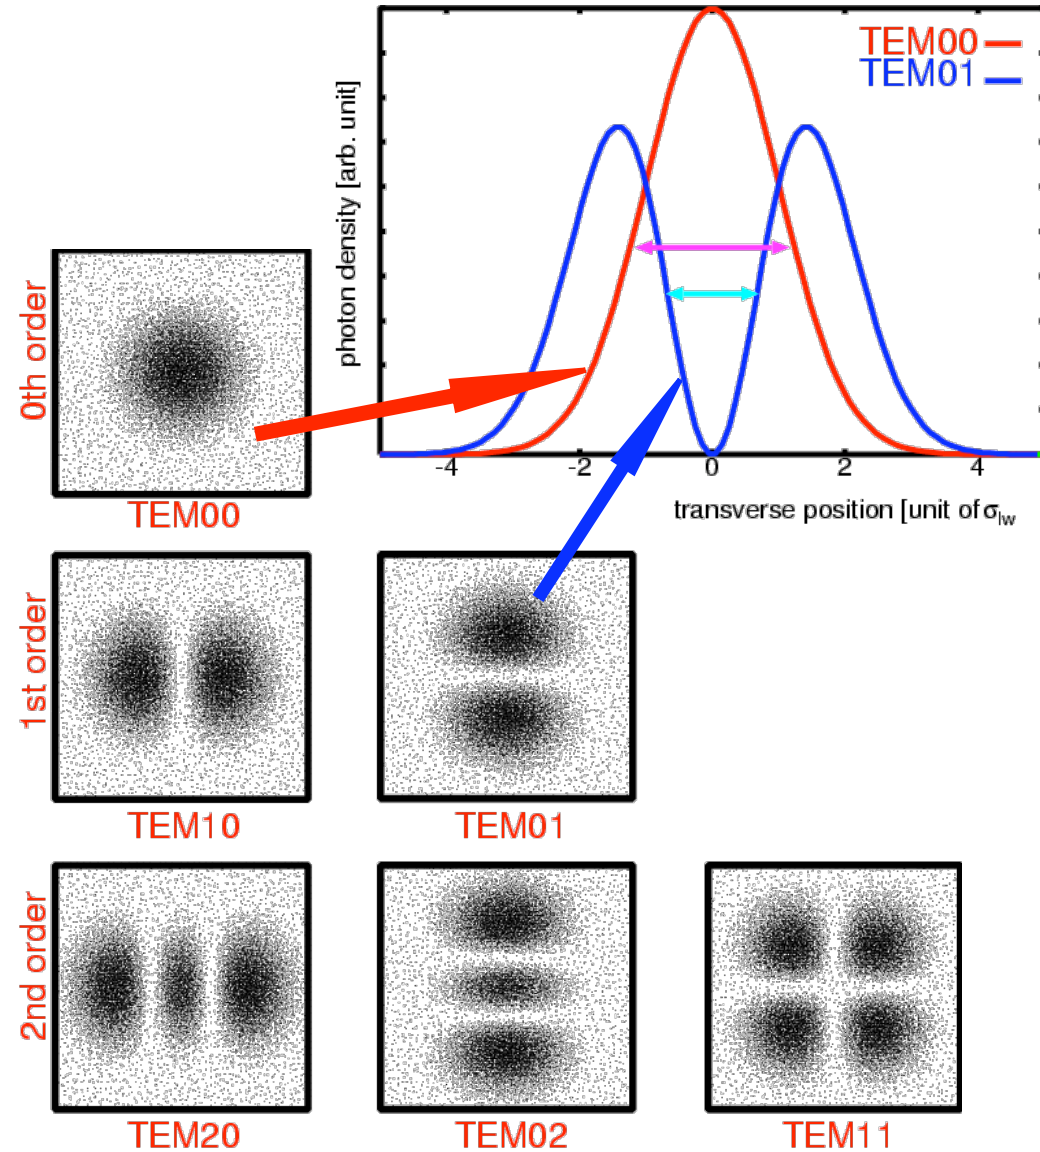 TEM00
TEM01
photon density [arb. unit]
-4 -2 0 2 4
transverse position [unit of σlw
0th order
TEM00
1st order
TEM10 TEM01
2nd order
TEM20 TEM02 TEM11